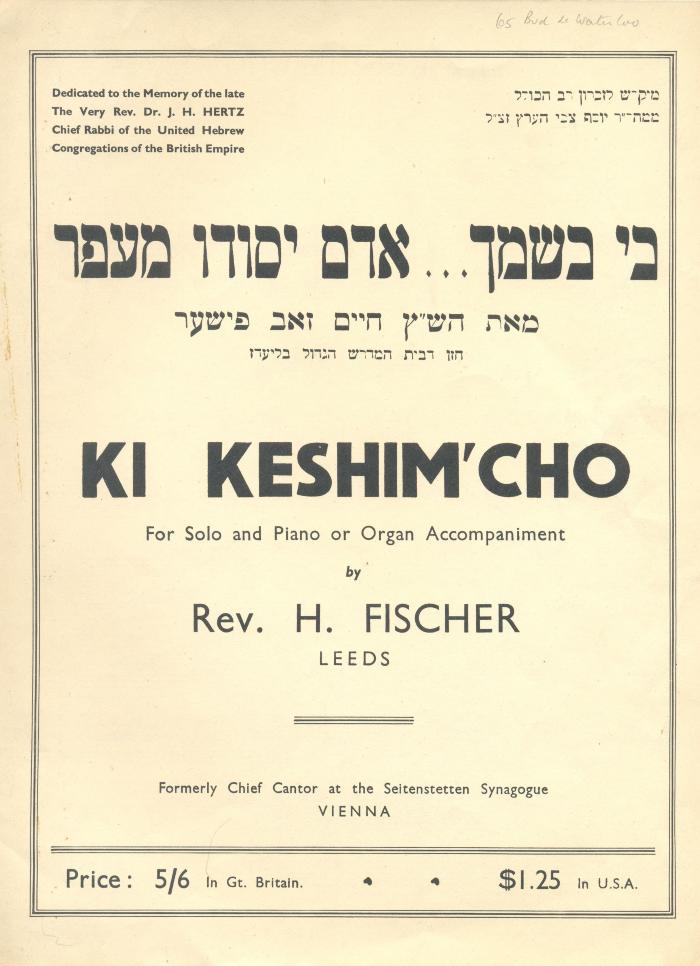 65 Bvd de Waterloo
Dedicated to the Memory of the late
The Very Rev. Dr. J. H. HERTZ
Chief Rabbi of the United Hebrew
Congregations of the British Empire
מוקדש לזכרון רב הכולל
ממהר״ר יוסף צבי הערץ זצ״ל
כי כשמך... אדם יסודו מעפר
מאת הש״ץ חיים זאב פישער
חזן דבית המדרש הגדול בליעדז
KI KESHIM'CHO
For Solo and Piano or Organ Accompaniment
by
Rev. H. FISCHER
LEEDS
Formerly Chief Cantor at the Seitenstetten Synagogue
VIENNA
Price: 5/6 In Gt. Britain. • • $1.25 In U.S.A.